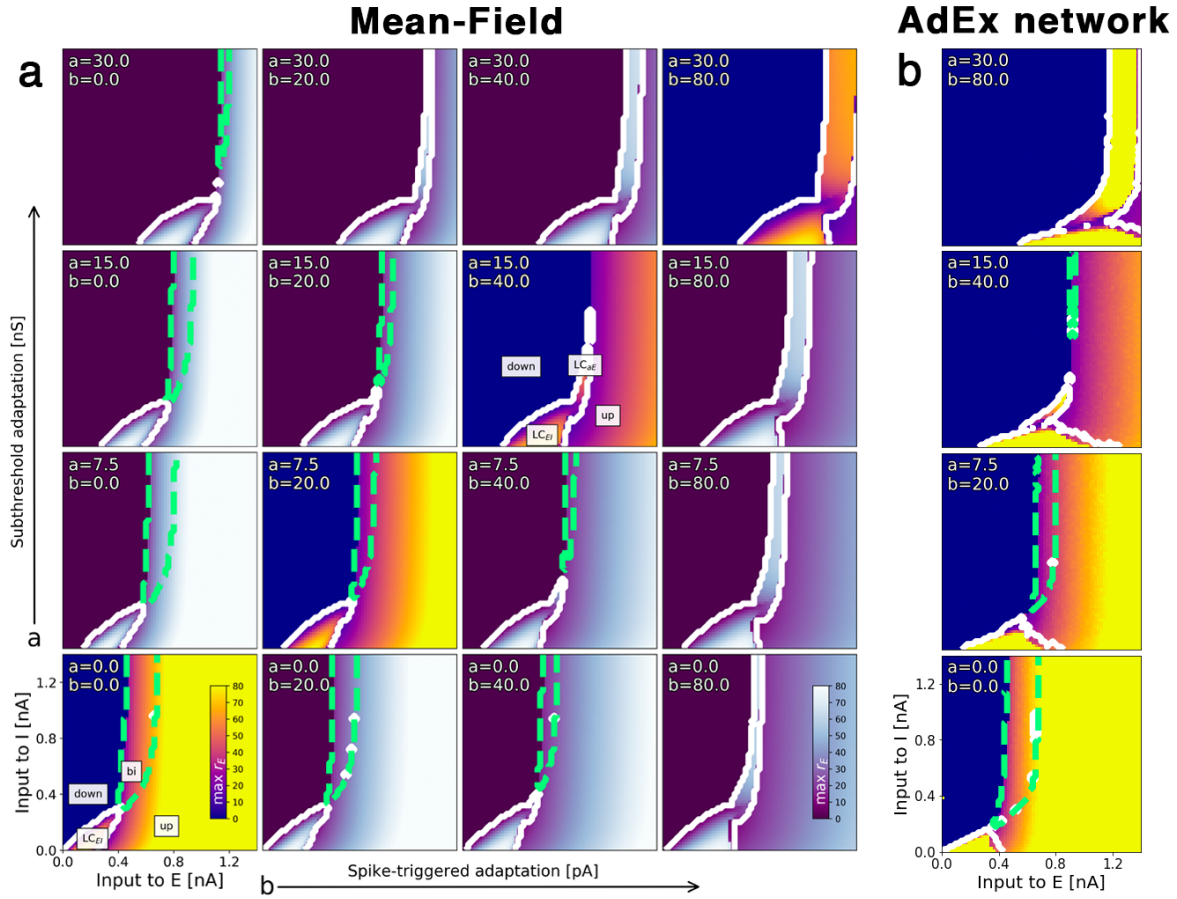 Mean-Field
AdEx network
a
b
a=30.0
b=0.0
a=30.0
b=20.0
a=30.0
b=40.0
a=30.0
b=80.0
a=30.0
b=80.0
a=15.0
b=0.0
a=15.0
b=20.0
a=15.0
b=40.0
down
LC_aE
up
LC_EI
a=15.0
b=80.0
a=15.0
b=40.0
a=7.5
b=0.0
a=7.5
b=20.0
a=7.5
b=40.0
a=7.5
b=80.0
a=7.5
b=20.0
Subthreshold adaptation [nS]
a
a=0.0
b=0.0
bi
down
LC_EI
up
max r_E
80
70
60
50
40
30
20
10
0
a=0.0
b=20.0
a=0.0
b=40.0
a=0.0
b=80.0
max r_E
80
70
60
50
40
30
20
10
0
a=0.0
b=0.0
Input to I [nA]
1.2
0.8
0.4
0.0
0.0 0.4 0.8 1.2
Input to E [nA]
Spike-triggered adaptation [pA]
b
Input to I [nA]
1.2
0.8
0.4
0.0
0.0 0.4 0.8 1.2
Input to E [nA]